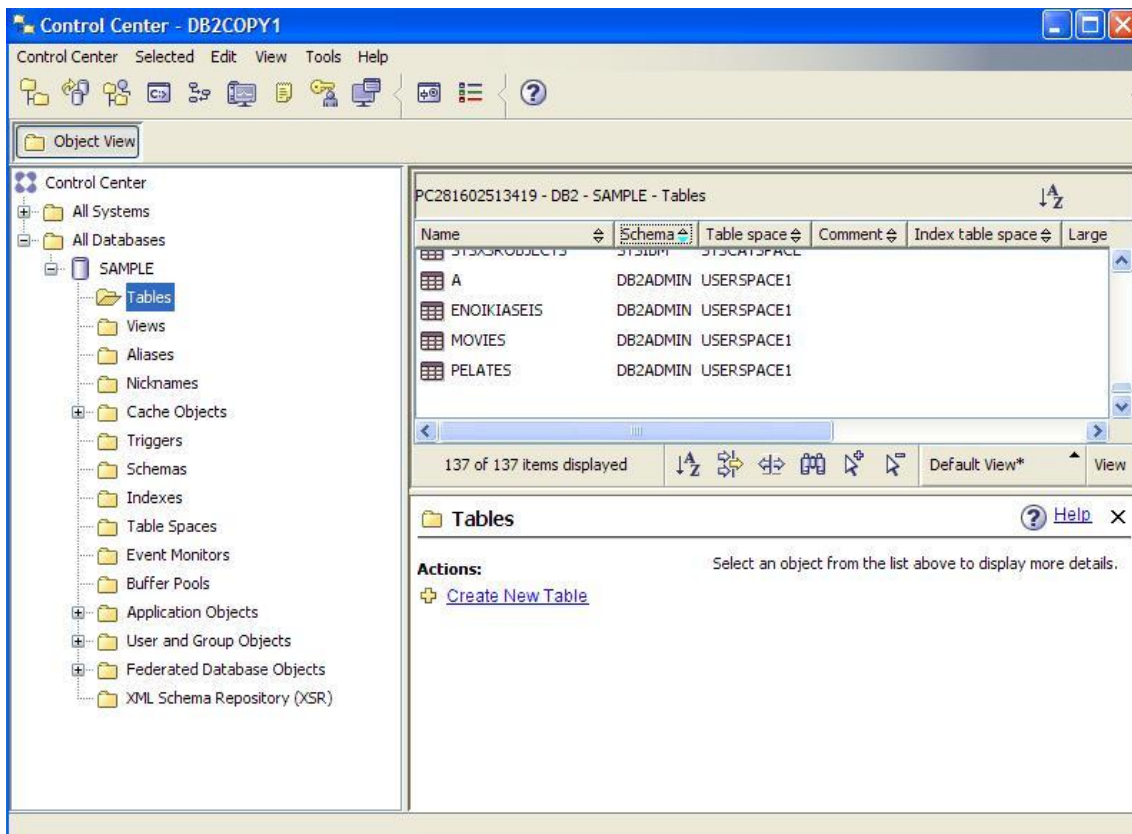 Control Center - DB2COPY1
Control Center Selected Edit View Tools Help
Object View
Control Center
All Systems
All Databases
SAMPLE
Tables
Views
Aliases
Nicknames
Cache Objects
Triggers
Schemas
Indexes
Table Spaces
Event Monitors
Buffer Pools
Application Objects
User and Group Objects
Federated Database Objects
XML Schema Repository (XSR)
PC281602513419 - DB2 - SAMPLE - Tables
Name Schema Table space Comment Index table space Large
A DB2ADMIN USERSPACE1
ENOIKIASEIS DB2ADMIN USERSPACE1
MOVIES DB2ADMIN USERSPACE1
PELATES DB2ADMIN USERSPACE1
137 of 137 items displayed Default View* View
Tables Help
Actions: Select an object from the list above to display more details.
Create New Table